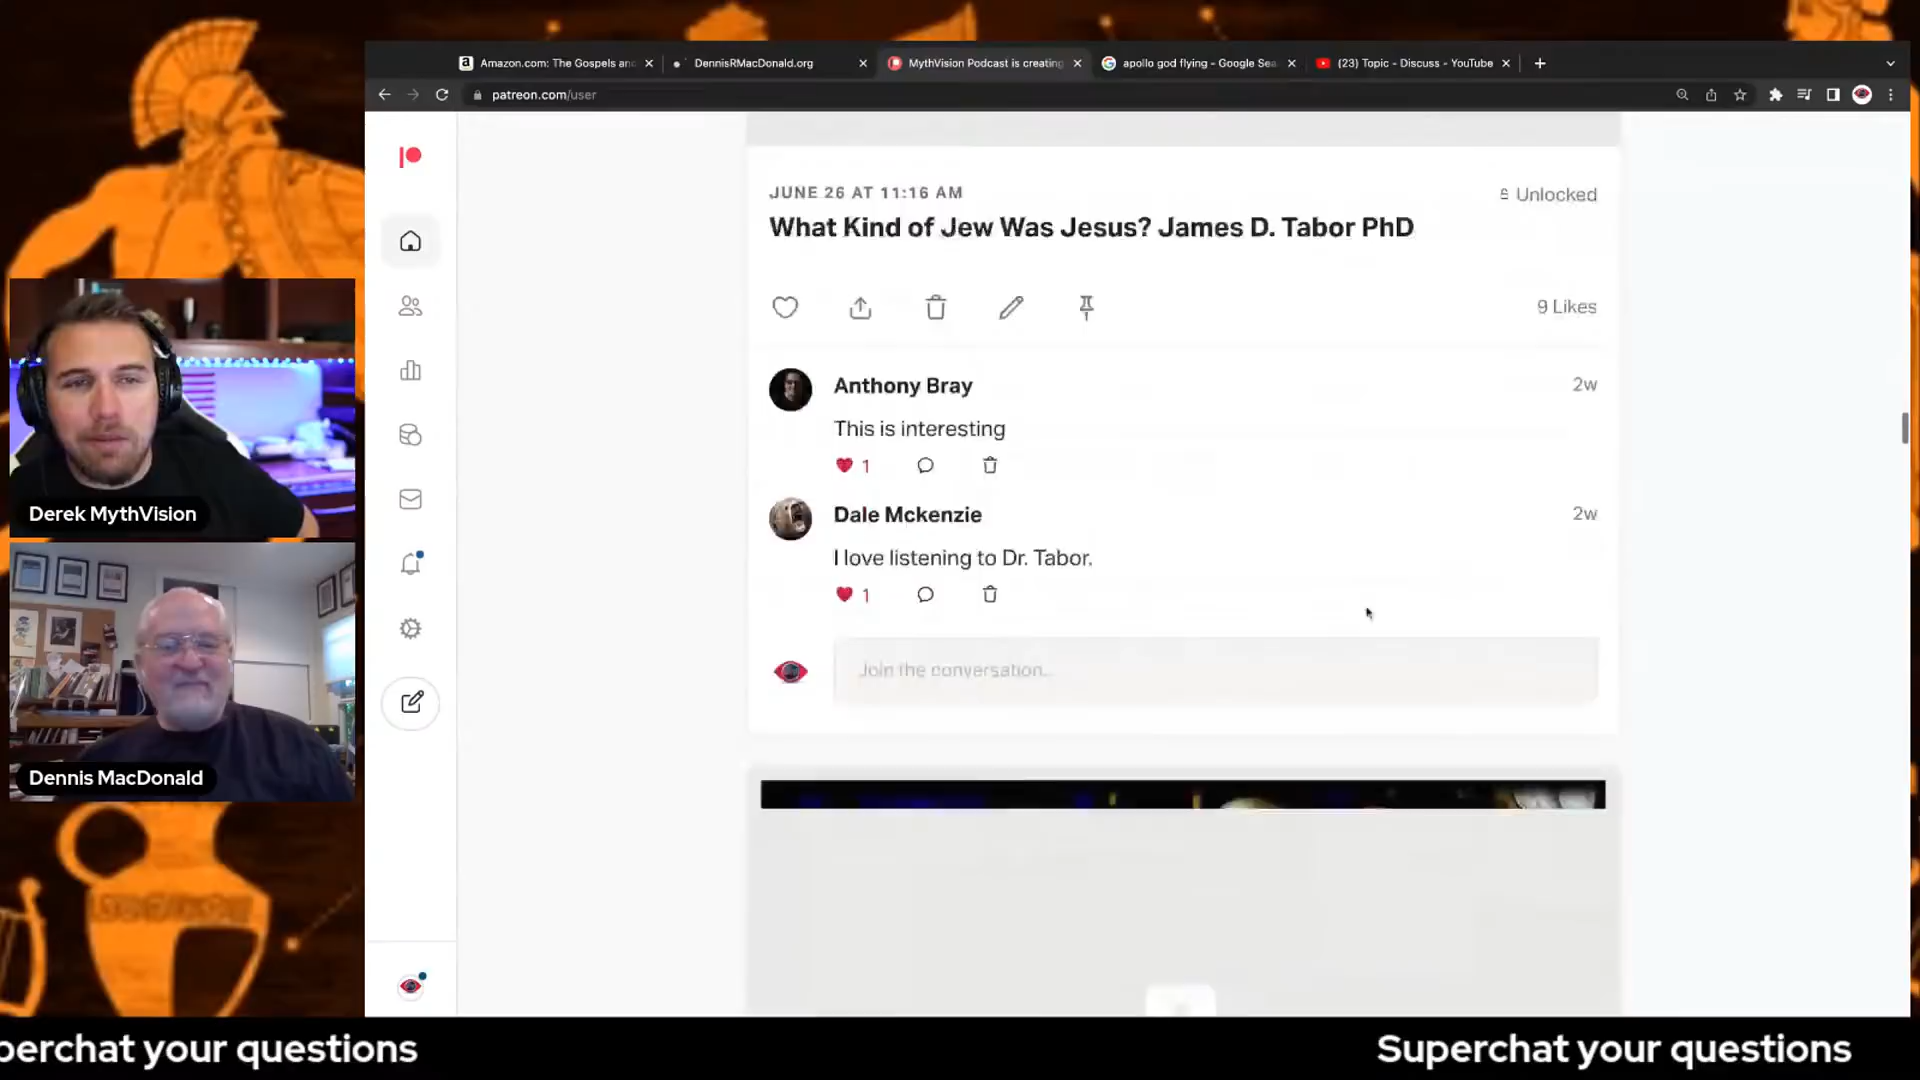 Amazon.com: The Gospels an
DennisRMacDonald.org
MythVision Podcast is creating
apollo god flying - Google Sea
(23) Topic - Discuss - YouTube
patreon.com/user
JUNE 26 AT 11:16 AM
Unlocked
What Kind of Jew Was Jesus? James D. Tabor PhD
9 Likes
Anthony Bray
2w
This is interesting
1
Dale Mckenzie
2w
I love listening to Dr. Tabor.
1
Join the conversation...
Derek MythVision
Dennis MacDonald
perchat your questions
Superchat your questions